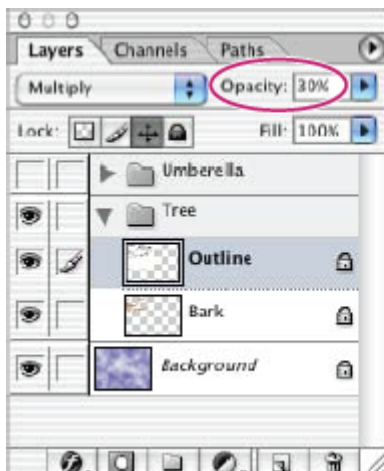 Layers Channels Paths
Multiply Opacity: 30%
Lock: Fill: 100%
Umberella
Tree
Outline
Bark
Background